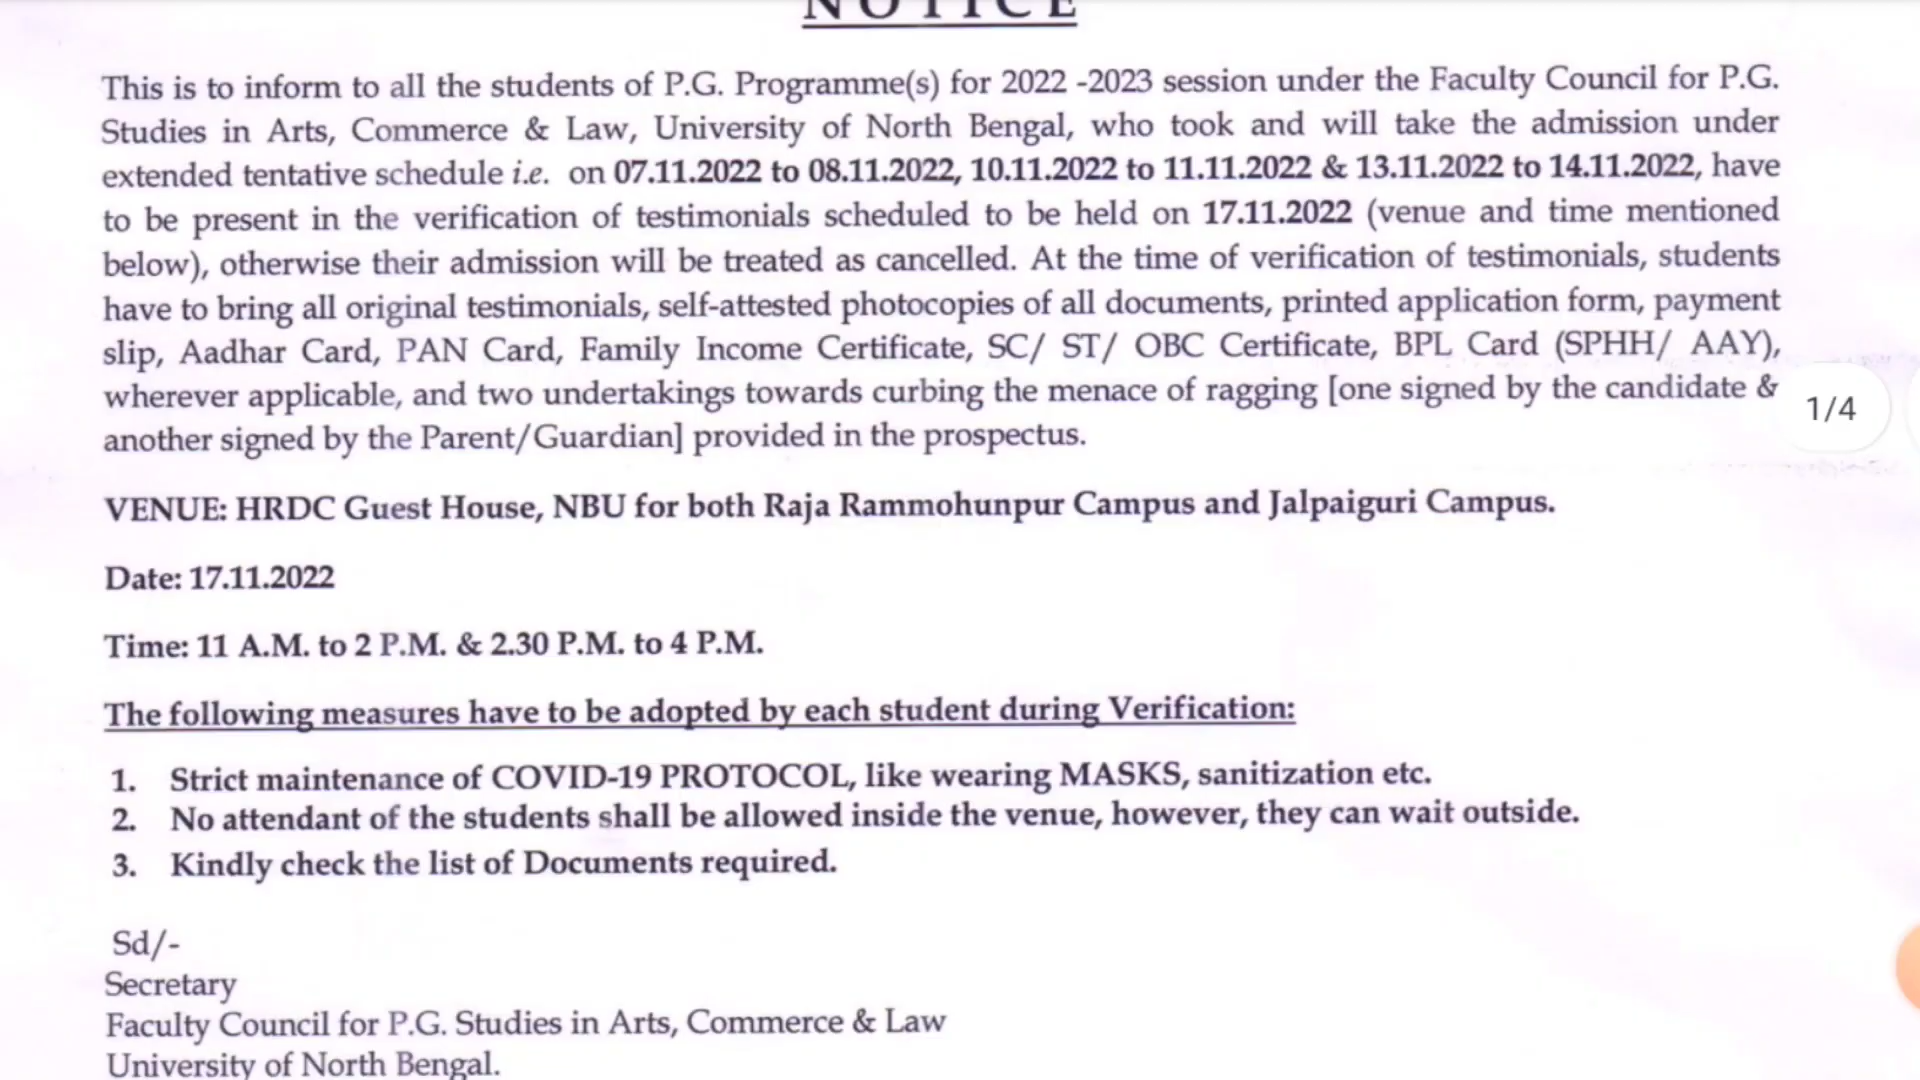 NOTICE
This is to inform to all the students of P.G. Programme(s) for 2022 -2023 session under the Faculty Council for P.G.
Studies in Arts, Commerce & Law, University of North Bengal, who took and will take the admission under
extended tentative schedule i.e. on 07.11.2022 to 08.11.2022, 10.11.2022 to 11.11.2022 & 13.11.2022 to 14.11.2022, have
to be present in the verification of testimonials scheduled to be held on 17.11.2022 (venue and time mentioned
below), otherwise their admission will be treated as cancelled. At the time of verification of testimonials, students
have to bring all original testimonials, self-attested photocopies of all documents, printed application form, payment
slip, Aadhar Card, PAN Card, Family Income Certificate, SC/ ST/ OBC Certificate, BPL Card (SPHH/ AAY),
wherever applicable, and two undertakings towards curbing the menace of ragging [one signed by the candidate &
another signed by the Parent/Guardian] provided in the prospectus.
1/4
VENUE: HRDC Guest House, NBU for both Raja Rammohunpur Campus and Jalpaiguri Campus.
Date: 17.11.2022
Time: 11 A.M. to 2 P.M. & 2.30 P.M. to 4 P.M.
The following measures have to be adopted by each student during Verification:
1. Strict maintenance of COVID-19 PROTOCOL, like wearing MASKS, sanitization etc.
2. No attendant of the students shall be allowed inside the venue, however, they can wait outside.
3. Kindly check the list of Documents required.
Sd/-
Secretary
Faculty Council for P.G. Studies in Arts, Commerce & Law
University of North Bengal.